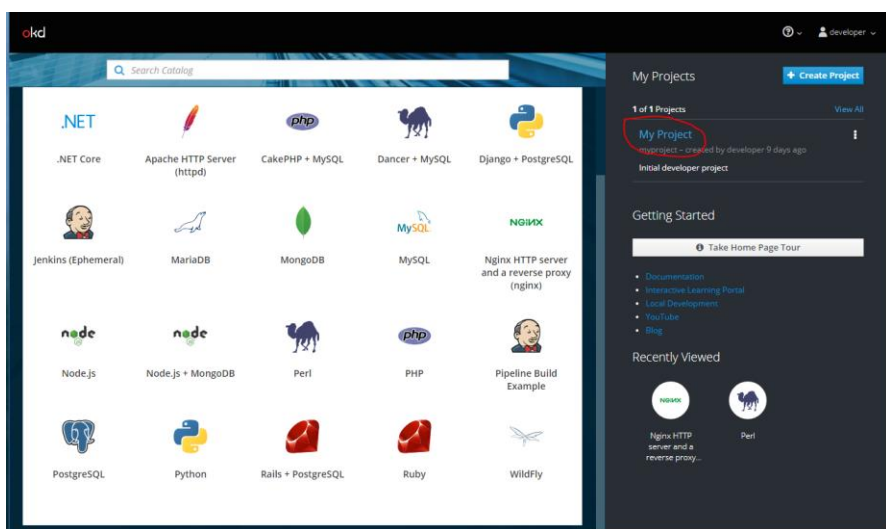 okd
developer
Search Catalog
.NET
php
.NET Core
Apache HTTP Server
(httpd)
CakePHP + MySQL
Dancer + MySQL
Django + PostgreSQL
MySQL
NGINX
Jenkins (Ephemeral)
MariaDB
MongoDB
MySQL
Nginx HTTP server
and a reverse proxy
(nginx)
node
node
php
Node.js
Node.js + MongoDB
Perl
PHP
Pipeline Build
Example
PostgreSQL
Python
Rails + PostgreSQL
Ruby
WildFly
My Projects
Create Project
1 of 1 Projects
View All
My Project
myproject – created by developer 9 days ago
Initial developer project
Getting Started
Take Home Page Tour
Documentation
Interactive Learning Portal
Local Development
YouTube
Blog
Recently Viewed
NGINX
Nginx HTTP
server and a
reverse proxy...
Perl